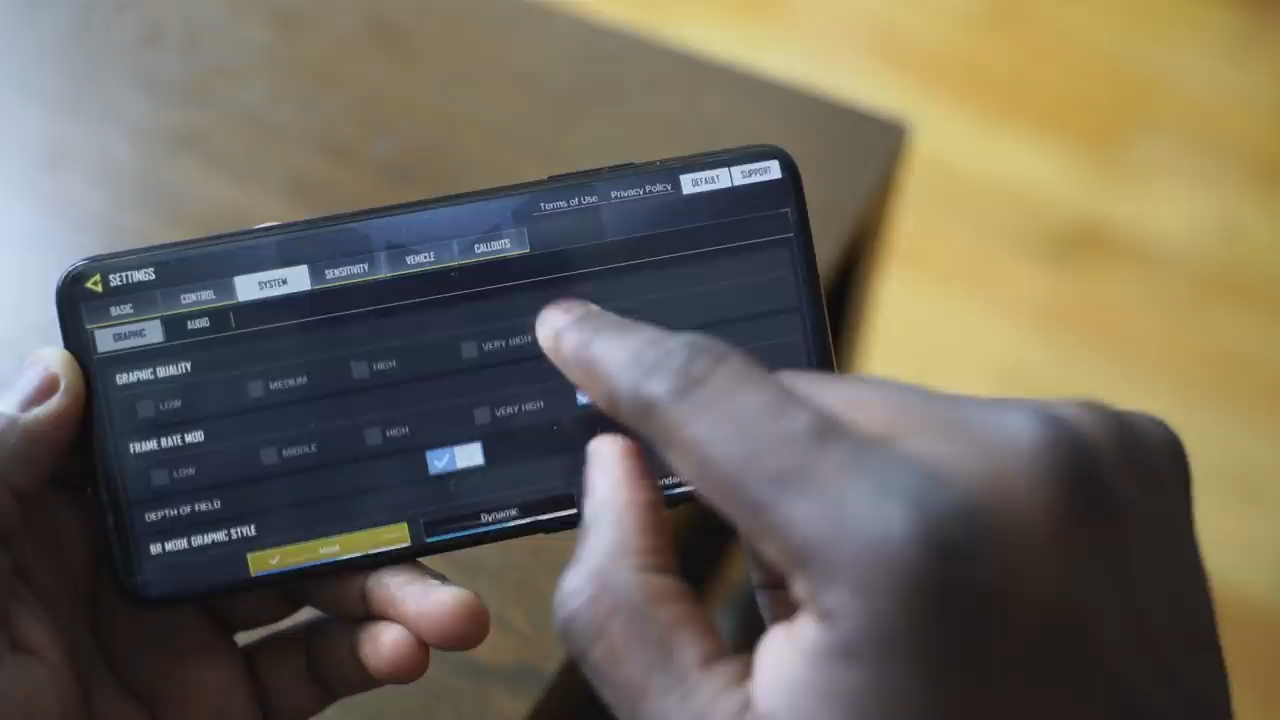 Terms of Use Privacy Policy DEFAULT SUPPORT
SETTINGS
BASIC CONTROL SYSTEM SENSITIVITY VEHICLE CALLOUTS
GRAPHIC AUDIO
GRAPHIC QUALITY
LOW MEDIUM HIGH VERY HIGH
FRAME RATE MOD
LOW MIDDLE HIGH VERY HIGH
DEPTH OF FIELD
BR MODE GRAPHIC STYLE
Dynamic